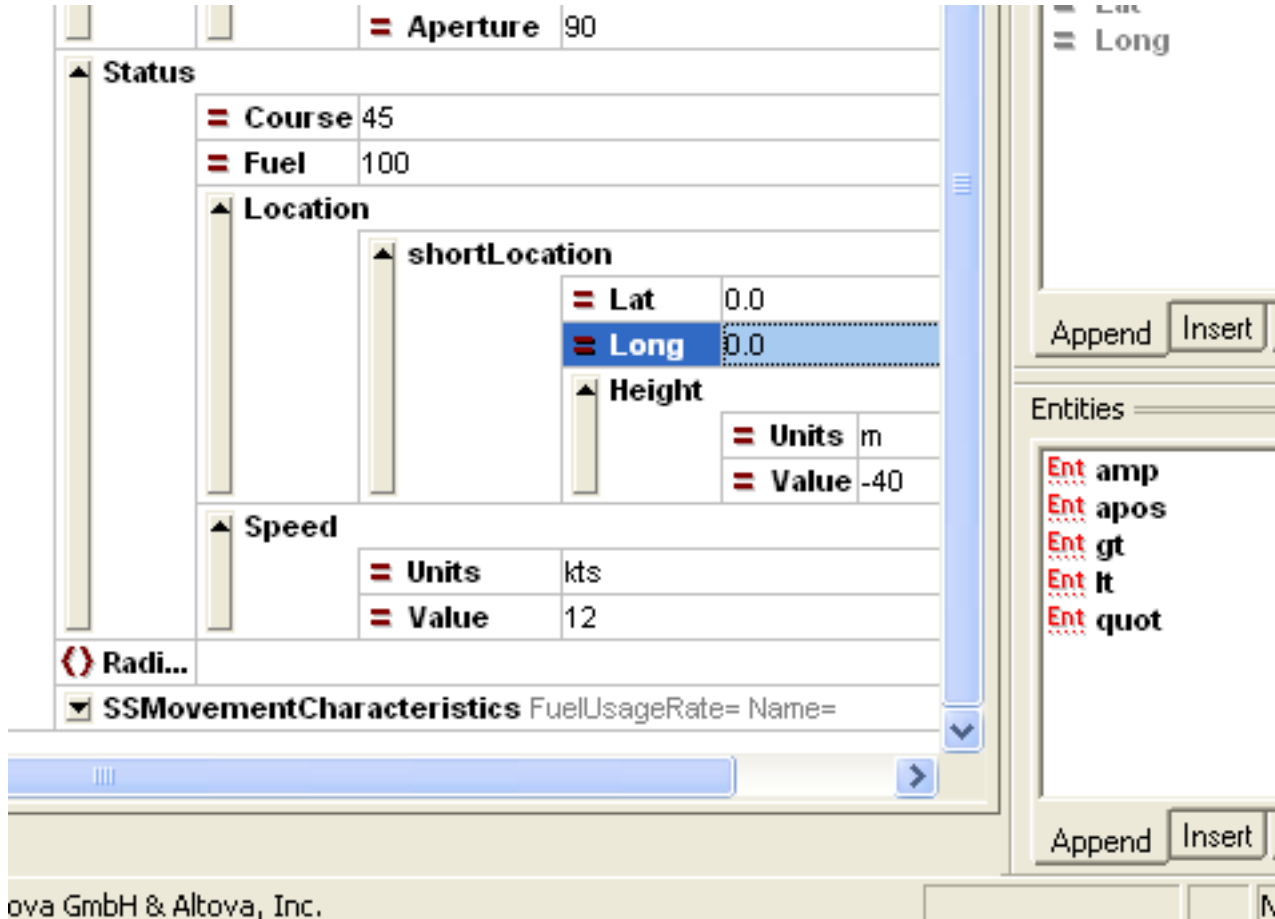 Aperture 90
Status
Course 45
Fuel 100
Location
shortLocation
Lat 0.0
Long 0.0
Height
Units m
Value -40
Speed
Units kts
Value 12
Radi...
SSMovementCharacteristics FuelUsageRate= Name=
Lat
Long
Append Insert
Entities
Ent amp
Ent apos
Ent gt
Ent lt
Ent quot
Append Insert
ova GmbH & Altova, Inc.